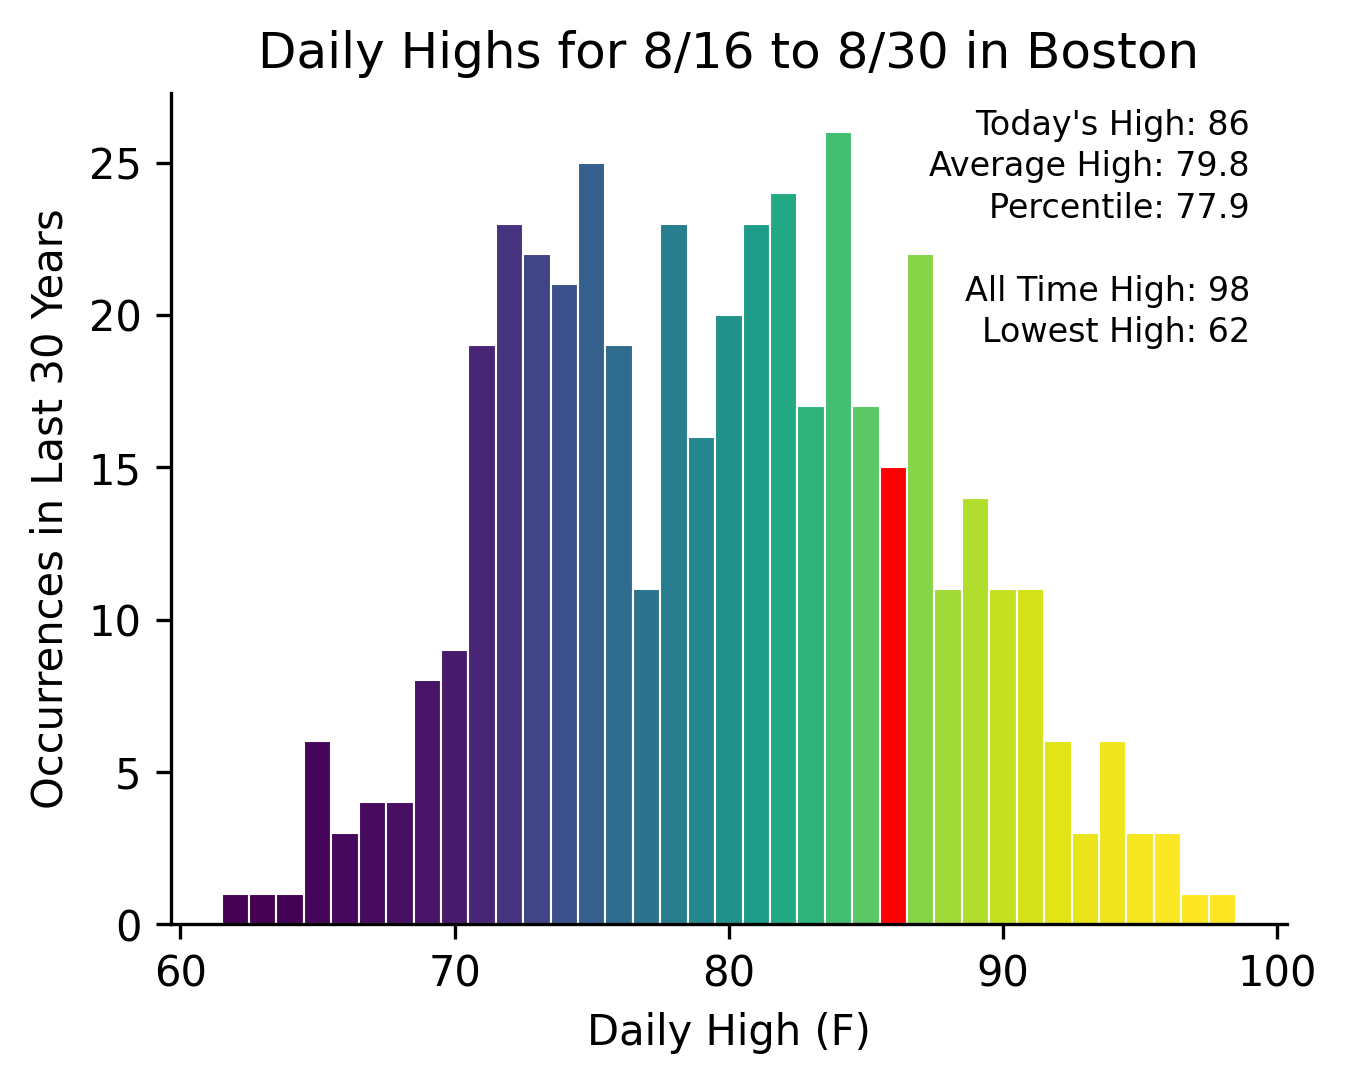 Daily Highs for 8/16 to 8/30 in Boston
Today's High: 86
Average High: 79.8
Percentile: 77.9
All Time High: 98
Lowest High: 62
Occurrences in Last 30 Years
25
20
15
10
5
0
60 70 80 90 100
Daily High (F)